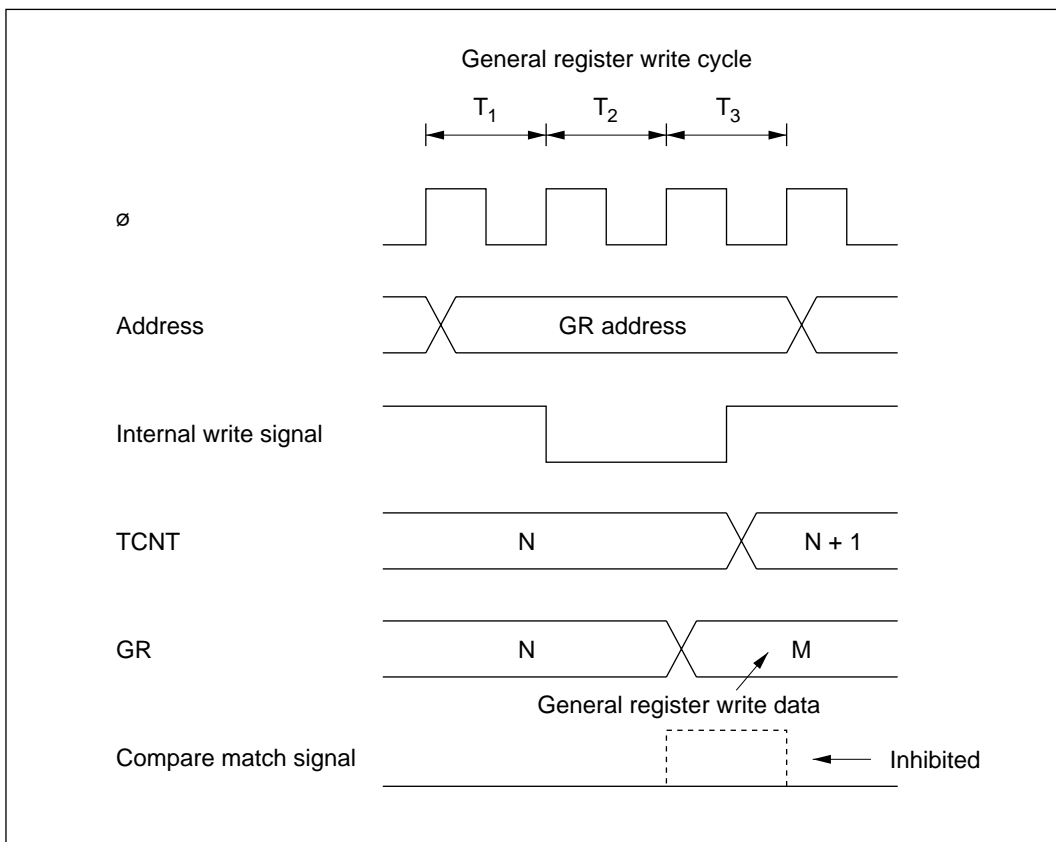 General register write cycle
T1 T2 T3
ø
Address GR address
Internal write signal
TCNT N N + 1
GR N M
General register write data
Compare match signal Inhibited